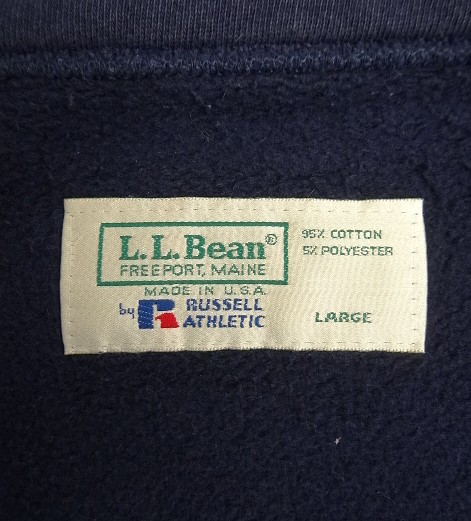 L.L.Bean®
FREEPORT, MAINE
MADE IN U.S.A.
by R RUSSELL
ATHLETIC
95% COTTON
5% POLYESTER
LARGE